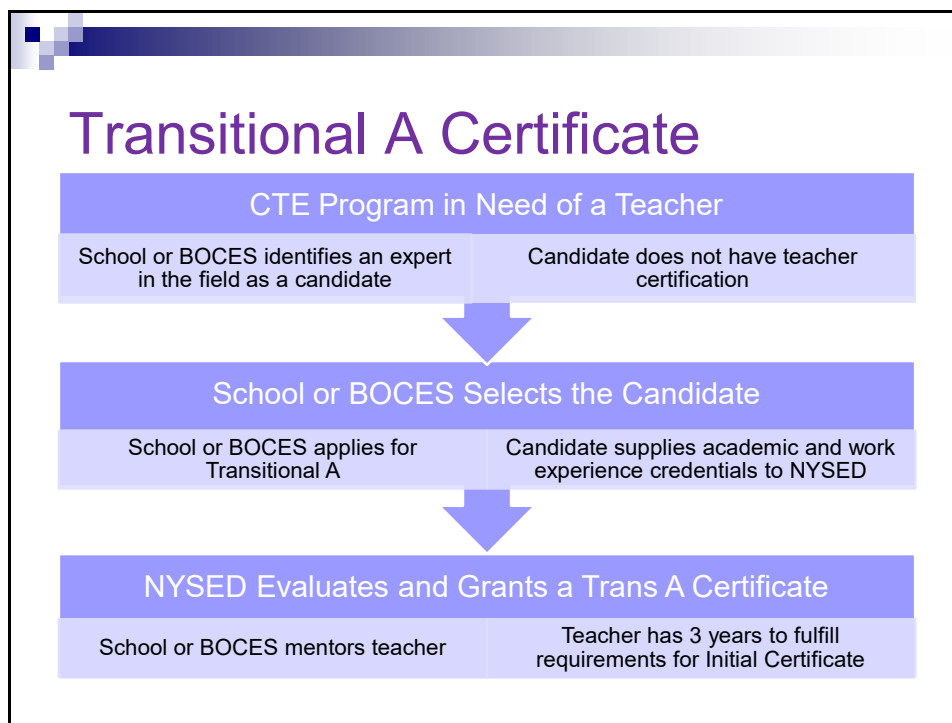 Transitional A Certificate
CTE Program in Need of a Teacher
School or BOCES identifies an expert
in the field as a candidate
Candidate does not have teacher
certification
School or BOCES Selects the Candidate
School or BOCES applies for
Transitional A
Candidate supplies academic and work
experience credentials to NYSED
NYSED Evaluates and Grants a Trans A Certificate
School or BOCES mentors teacher
Teacher has 3 years to fulfill
requirements for Initial Certificate